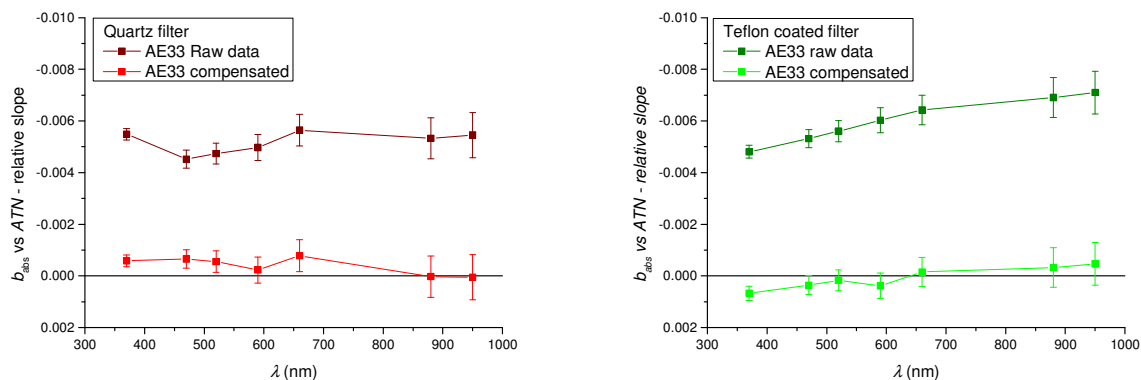 -0.010
-0.008
-0.006
-0.004
-0.002
0.000
0.002
b_abs vs ATN - relative slope
Quartz filter
AE33 Raw data
AE33 compensated
300 400 500 600 700 800 900 1000
λ (nm)
-0.010
-0.008
-0.006
-0.004
-0.002
0.000
0.002
b_abs vs ATN - relative slope
Teflon coated filter
AE33 raw data
AE33 compensated
300 400 500 600 700 800 900 1000
λ (nm)